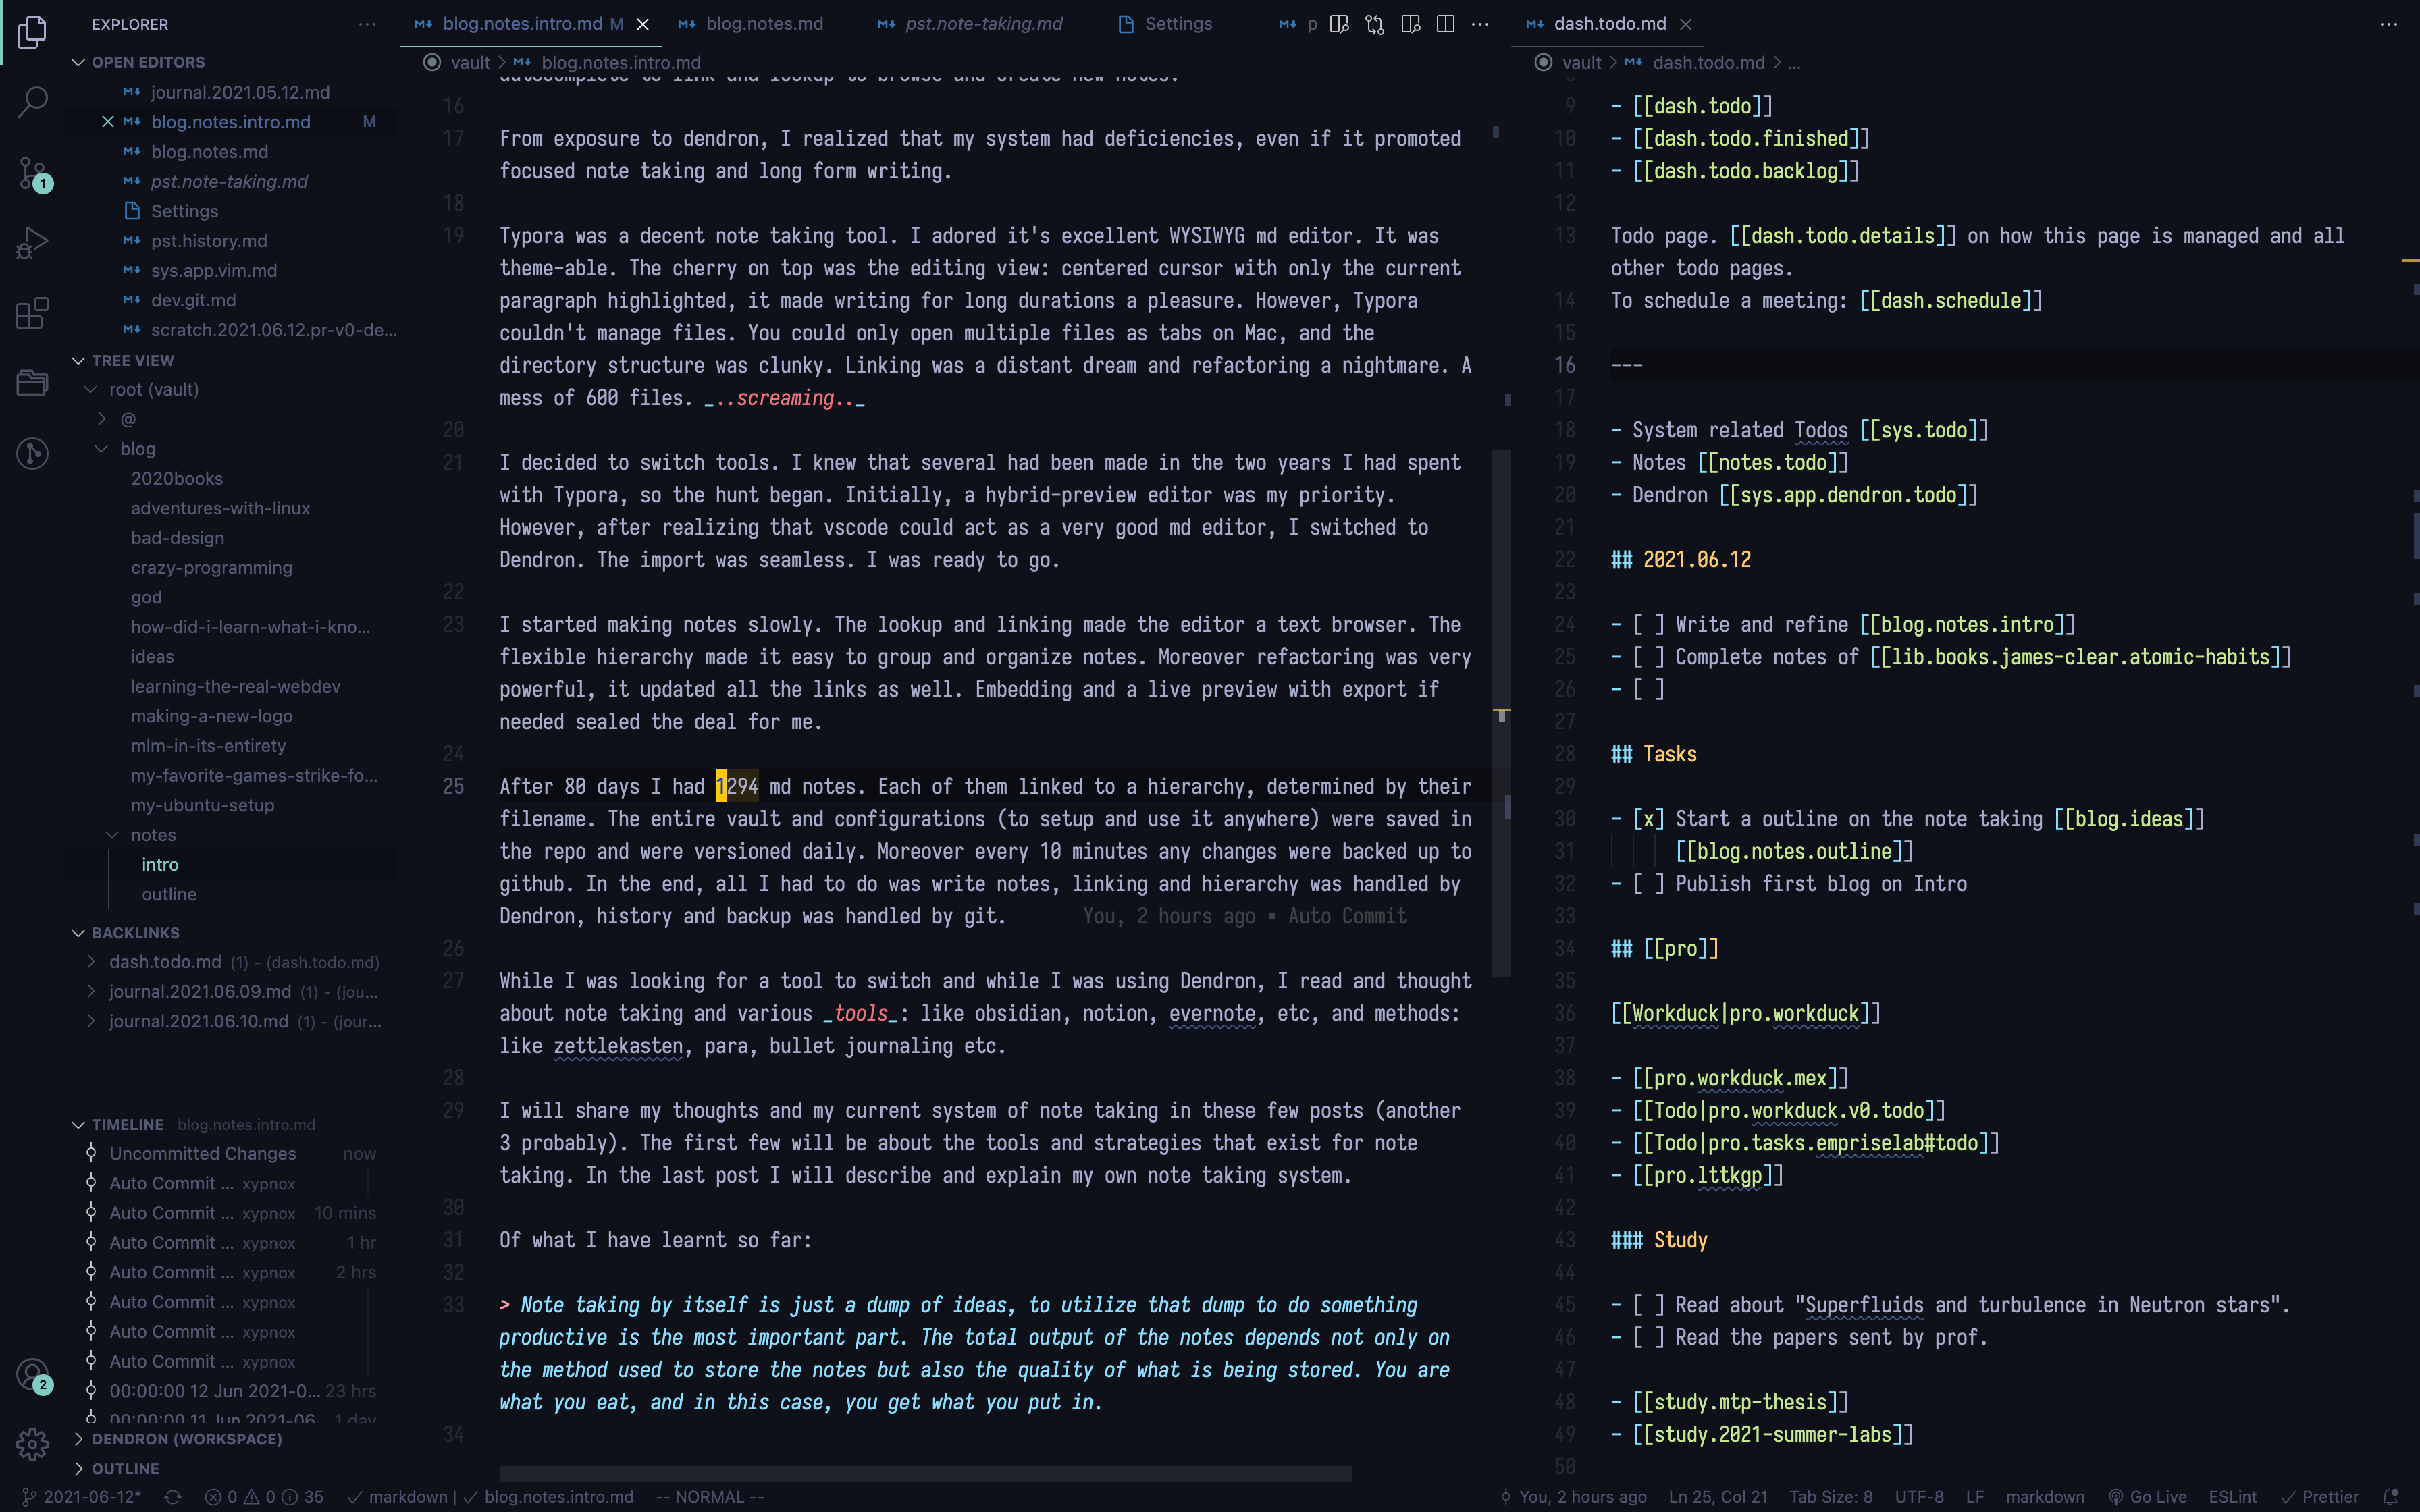 EXPLORER
OPEN EDITORS
journal.2021.05.12.md
blog.notes.intro.md M
blog.notes.md
pst.note-taking.md
Settings
pst.history.md
sys.app.vim.md
dev.git.md
scratch.2021.06.12.pr-v0-de...
TREE VIEW
root (vault)
@
blog
2020books
adventures-with-linux
bad-design
crazy-programming
god
how-did-i-learn-what-i-kno...
ideas
learning-the-real-webdev
making-a-new-logo
mlm-in-its-entirety
my-favorite-games-strike-fo...
my-ubuntu-setup
notes
intro
outline
BACKLINKS
dash.todo.md (1) - (dash.todo.md)
journal.2021.06.09.md (1) - (jou...
journal.2021.06.10.md (1) - (jour...
TIMELINE blog.notes.intro.md
Uncommitted Changes now
Auto Commit ... xypnox
Auto Commit ... xypnox 10 mins
Auto Commit ... xypnox 1 hr
Auto Commit ... xypnox 2 hrs
Auto Commit ... xypnox
Auto Commit ... xypnox
Auto Commit ... xypnox
00:00:00 12 Jun 2021-0... 23 hrs
00:00:00 11 Jun 2021-06 1 day
DENDRON (WORKSPACE)
OUTLINE
1
2
blog.notes.intro.md M blog.notes.md pst.note-taking.md Settings p
vault > blog.notes.intro.md
autocomplete to link and lookup to browse and create new notes.
16
17 From exposure to dendron, I realized that my system had deficiencies, even if it promoted
focused note taking and long form writing.
18
19 Typora was a decent note taking tool. I adored it's excellent WYSIWYG md editor. It was
theme-able. The cherry on top was the editing view: centered cursor with only the current
paragraph highlighted, it made writing for long durations a pleasure. However, Typora
couldn't manage files. You could only open multiple files as tabs on Mac, and the
directory structure was clunky. Linking was a distant dream and refactoring a nightmare. A
mess of 600 files. _..screaming.._
20
21 I decided to switch tools. I knew that several had been made in the two years I had spent
with Typora, so the hunt began. Initially, a hybrid-preview editor was my priority.
However, after realizing that vscode could act as a very good md editor, I switched to
Dendron. The import was seamless. I was ready to go.
22
23 I started making notes slowly. The lookup and linking made the editor a text browser. The
flexible hierarchy made it easy to group and organize notes. Moreover refactoring was very
powerful, it updated all the links as well. Embedding and a live preview with export if
needed sealed the deal for me.
24
25 After 80 days I had 1294 md notes. Each of them linked to a hierarchy, determined by their
filename. The entire vault and configurations (to setup and use it anywhere) were saved in
the repo and were versioned daily. Moreover every 10 minutes any changes were backed up to
github. In the end, all I had to do was write notes, linking and hierarchy was handled by
Dendron, history and backup was handled by git. You, 2 hours ago • Auto Commit
26
27 While I was looking for a tool to switch and while I was using Dendron, I read and thought
about note taking and various _tools_: like obsidian, notion, evernote, etc, and methods:
like zettlekasten, para, bullet journaling etc.
28
29 I will share my thoughts and my current system of note taking in these few posts (another
3 probably). The first few will be about the tools and strategies that exist for note
taking. In the last post I will describe and explain my own note taking system.
30
31 Of what I have learnt so far:
32
33 > Note taking by itself is just a dump of ideas, to utilize that dump to do something
productive is the most important part. The total output of the notes depends not only on
the method used to store the notes but also the quality of what is being stored. You are
what you eat, and in this case, you get what you put in.
34
dash.todo.md
vault > dash.todo.md > ...
9 - [[dash.todo]]
10 - [[dash.todo.finished]]
11 - [[dash.todo.backlog]]
12
13 Todo page. [[dash.todo.details]] on how this page is managed and all
other todo pages.
14 To schedule a meeting: [[dash.schedule]]
15
16 ---
17
18 - System related Todos [[sys.todo]]
19 - Notes [[notes.todo]]
20 - Dendron [[sys.app.dendron.todo]]
21
22 ## 2021.06.12
23
24 - [ ] Write and refine [[blog.notes.intro]]
25 - [ ] Complete notes of [[lib.books.james-clear.atomic-habits]]
26 - [ ]
27
28 ## Tasks
29
30 - [x] Start a outline on the note taking [[blog.ideas]]
31 [[blog.notes.outline]]
32 - [ ] Publish first blog on Intro
33
34 ## [[pro]]
35
36 [[Workduck|pro.workduck]]
37
38 - [[pro.workduck.mex]]
39 - [[Todo|pro.workduck.v0.todo]]
40 - [[Todo|pro.tasks.empriselab#todo]]
41 - [[pro.lttkgp]]
42
43 ### Study
44
45 - [ ] Read about "Superfluids and turbulence in Neutron stars".
46 - [ ] Read the papers sent by prof.
47
48 - [[study.mtp-thesis]]
49 - [[study.2021-summer-labs]]
50
2021-06-12* 0 0 35 markdown | blog.notes.intro.md -- NORMAL -- You, 2 hours ago Ln 25, Col 21 Tab Size: 8 UTF-8 LF markdown Go Live ESLint Prettier